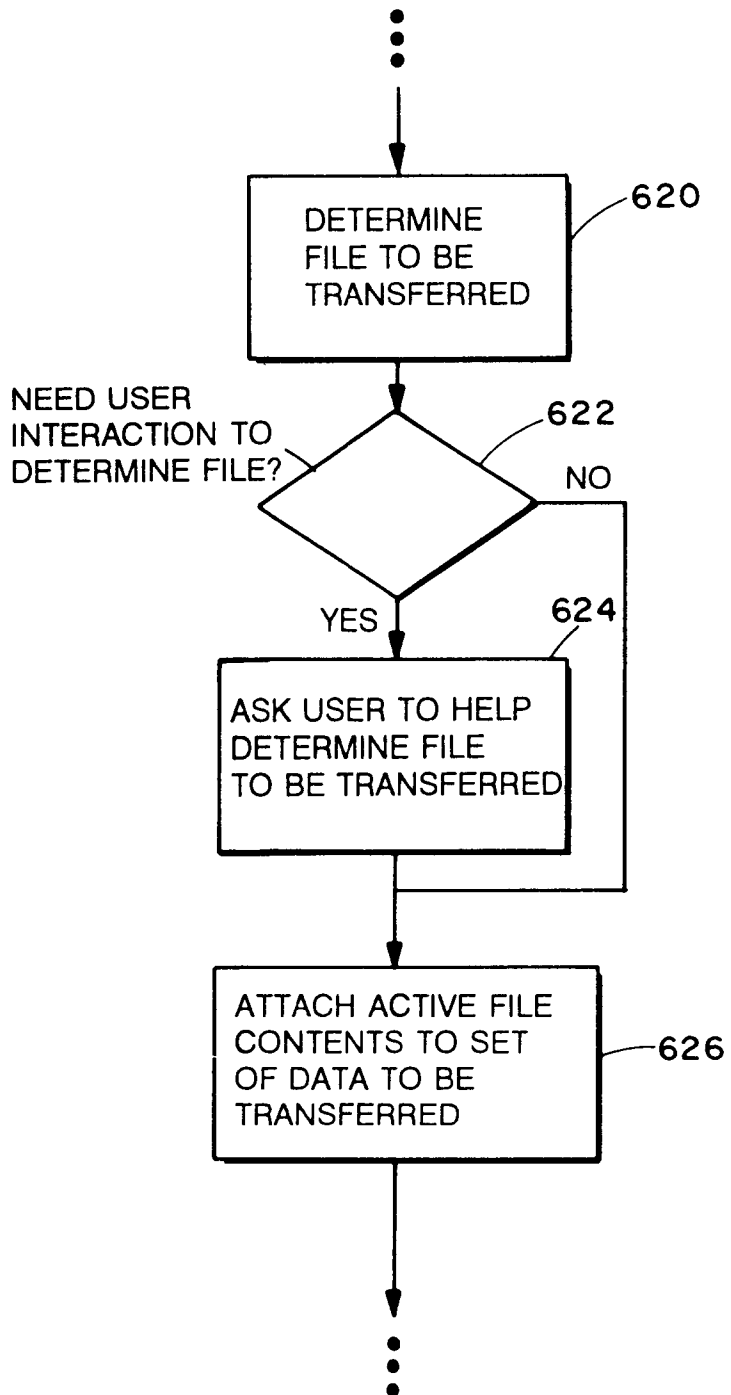 DETERMINE
FILE TO BE
TRANSFERRED
620
NEED USER
INTERACTION TO
DETERMINE FILE?
622
NO
YES
624
ASK USER TO HELP
DETERMINE FILE
TO BE TRANSFERRED
ATTACH ACTIVE FILE
CONTENTS TO SET
OF DATA TO BE
TRANSFERRED
626